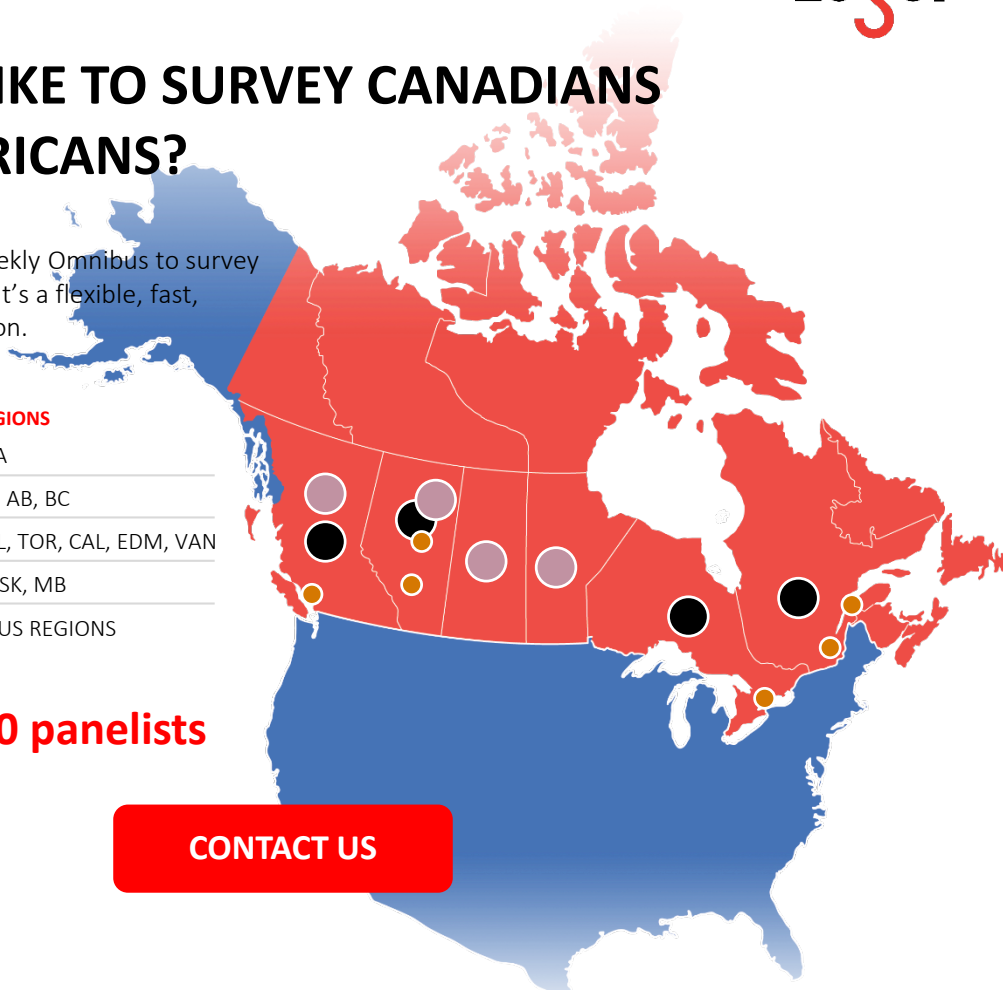 IKE TO SURVEY CANADIANS
RICANS?
ekly Omnibus to survey
t’s a flexible, fast,
on.
GIONS
A
AB, BC
L, TOR, CAL, EDM, VAN
SK, MB
US REGIONS
0 panelists
CONTACT US